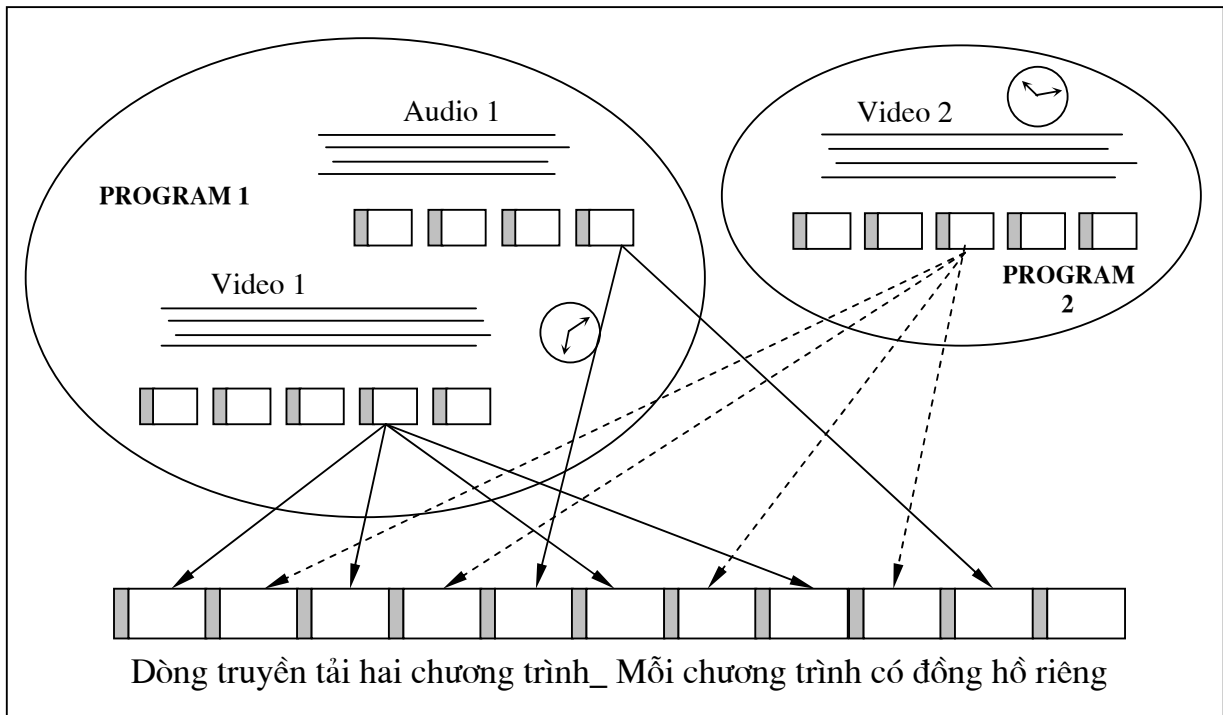 Audio 1
Video 2
PROGRAM 1
Video 1
PROGRAM
2
Dòng truyền tải hai chương trình_ Mỗi chương trình có đồng hồ riêng